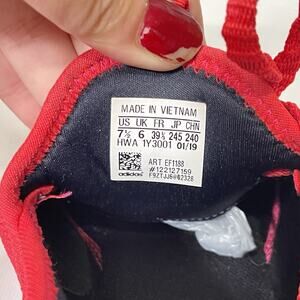 MADE IN VIETNAM
US UK FR JP CHN
7½ 6 39⅓ 245 240
HWA 1Y3001 01/19
ART EF1188
#122127159
adidas